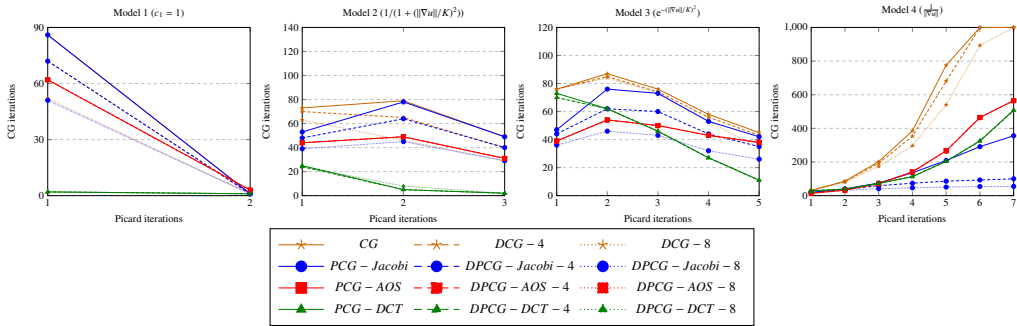 Model 1 (c₁ = 1)
Model 2 (1/(1 + (||∇u||/K)²))
Model 3 (e^{-(||∇u||/K)²})
Model 4 (1/||∇u||)
90
60
30
0
CG iterations
1 2
Picard iterations
140
120
100
80
60
40
20
0
CG iterations
1 2 3
Picard iterations
120
100
80
60
40
20
0
CG iterations
1 2 3 4 5
Picard iterations
1,000
800
600
400
200
0
CG iterations
1 2 3 4 5 6 7
Picard iterations
CG DCG − 4 DCG − 8
PCG − Jacobi DPCG − Jacobi − 4 DPCG − Jacobi − 8
PCG − AOS DPCG − AOS − 4 DPCG − AOS − 8
PCG − DCT DPCG − DCT − 4 DPCG − DCT − 8